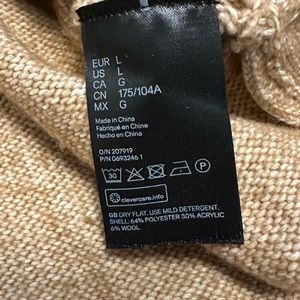 EUR L
US L
CA G
CN 175/104A
MX G
Made in China
Fabriqué en Chine
Hecho en China
O/N 207919
P/N 0693246 1
30
clevercare.info
GB DRY FLAT. USE MILD DETERGENT.
SHELL: 64% POLYESTER 30% ACRYLIC
6% WOOL.